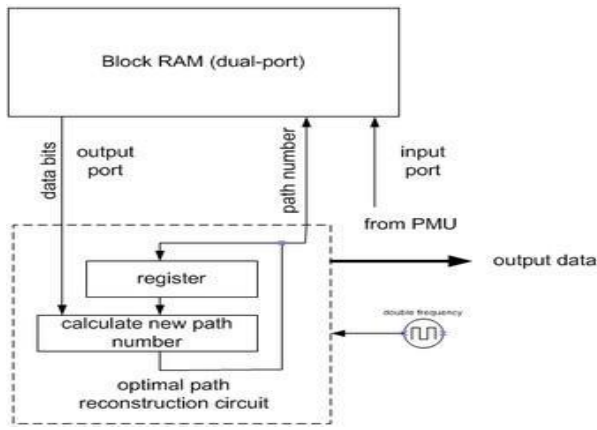 Block RAM (dual-port)
data bits
output
port
path number
input
port
from PMU
register
calculate new path
number
optimal path
reconstruction circuit
output data
double frequency